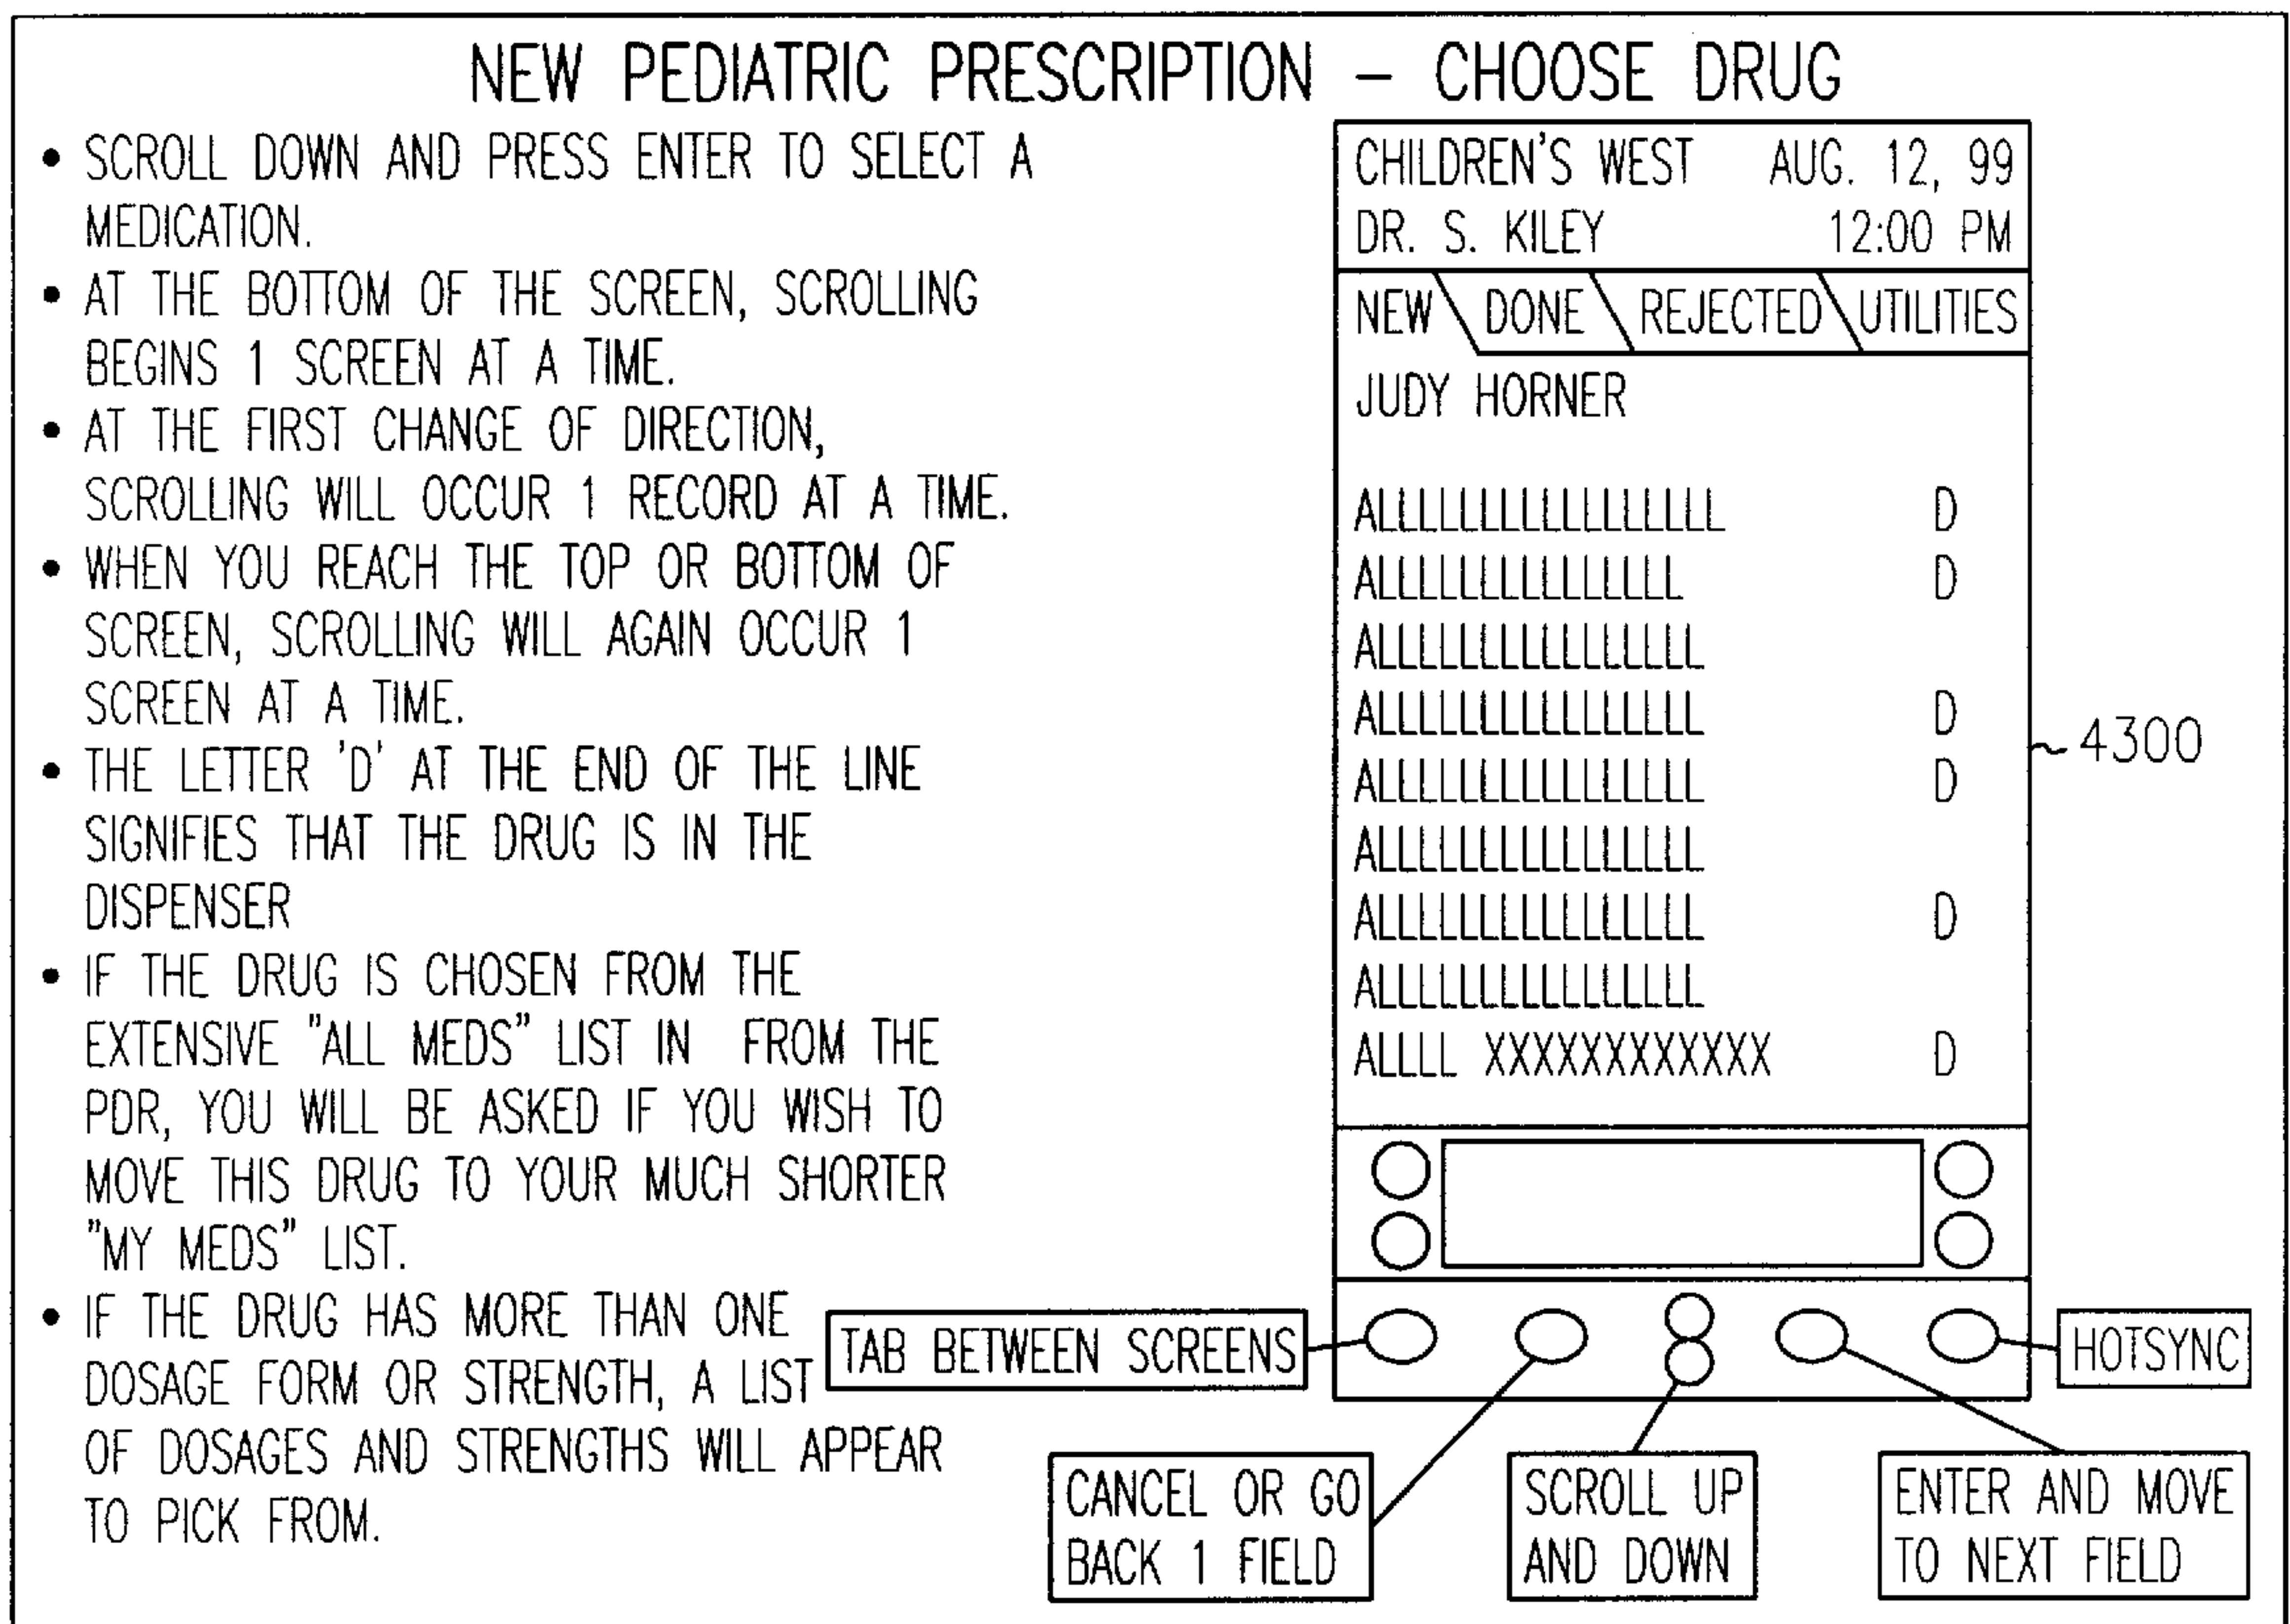 NEW PEDIATRIC PRESCRIPTION – CHOOSE DRUG
• SCROLL DOWN AND PRESS ENTER TO SELECT A
MEDICATION.
• AT THE BOTTOM OF THE SCREEN, SCROLLING
BEGINS 1 SCREEN AT A TIME.
• AT THE FIRST CHANGE OF DIRECTION,
SCROLLING WILL OCCUR 1 RECORD AT A TIME.
• WHEN YOU REACH THE TOP OR BOTTOM OF
SCREEN, SCROLLING WILL AGAIN OCCUR 1
SCREEN AT A TIME.
• THE LETTER 'D' AT THE END OF THE LINE
SIGNIFIES THAT THE DRUG IS IN THE
DISPENSER
• IF THE DRUG IS CHOSEN FROM THE
EXTENSIVE "ALL MEDS" LIST IN FROM THE
PDR, YOU WILL BE ASKED IF YOU WISH TO
MOVE THIS DRUG TO YOUR MUCH SHORTER
"MY MEDS" LIST.
• IF THE DRUG HAS MORE THAN ONE
DOSAGE FORM OR STRENGTH, A LIST
OF DOSAGES AND STRENGTHS WILL APPEAR
TO PICK FROM.
CHILDREN'S WEST AUG. 12, 99
DR. S. KILEY 12:00 PM
NEW DONE REJECTED UTILITIES
JUDY HORNER
ALLLLLLLLLLLLLLLLL D
ALLLLLLLLLLLLLLL D
ALLLLLLLLLLLLLLLL
ALLLLLLLLLLLLLLLL D
ALLLLLLLLLLLLLLLL D
ALLLLLLLLLLLLLLLL
ALLLLLLLLLLLLLLLL D
ALLLLLLLLLLLLLLLL
ALLLL XXXXXXXXXXXX D
4300
TAB BETWEEN SCREENS
HOTSYNC
CANCEL OR GO
BACK 1 FIELD
SCROLL UP
AND DOWN
ENTER AND MOVE
TO NEXT FIELD